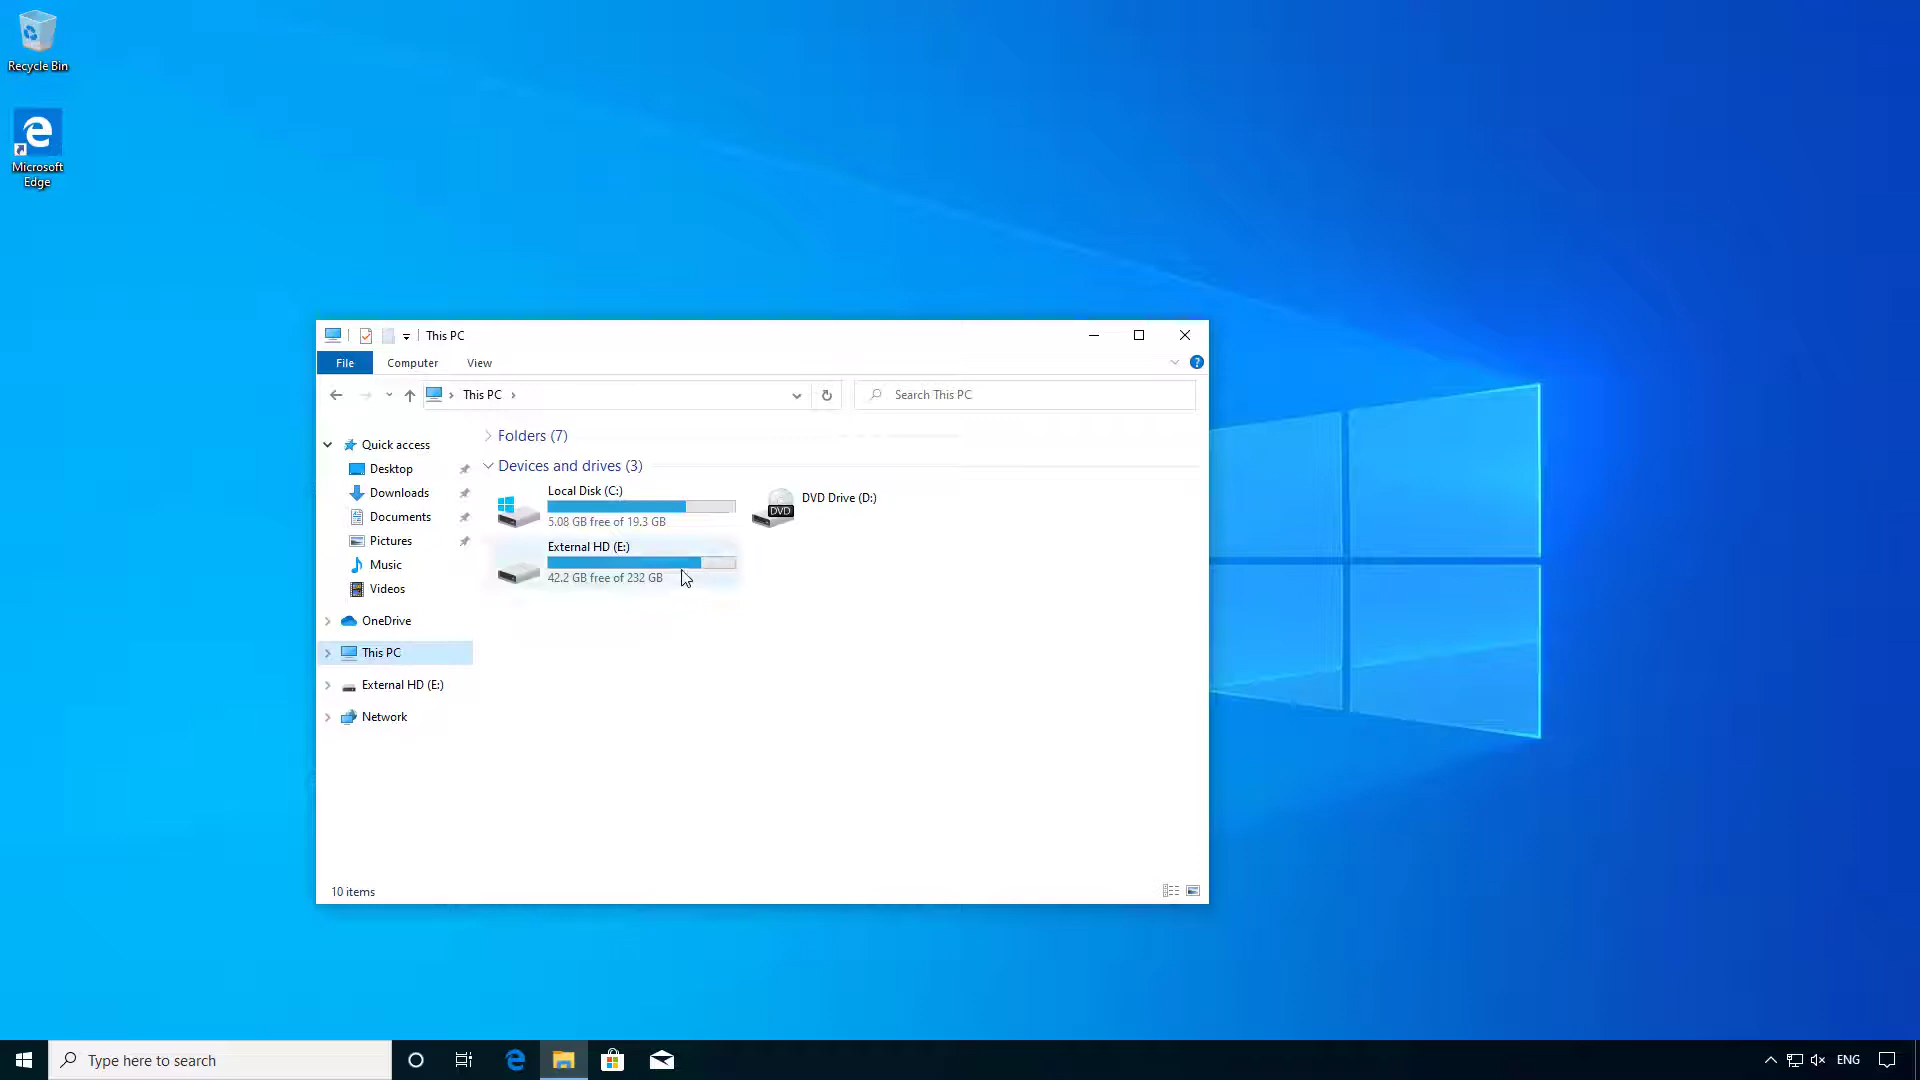 Recycle Bin
Microsoft
Edge
This PC
File
Computer
View
?
This PC
Search This PC
Quick access
Desktop
Downloads
Documents
Pictures
Music
Videos
OneDrive
This PC
External HD (E:)
Network
Folders (7)
Devices and drives (3)
Local Disk (C:)
5.08 GB free of 19.3 GB
DVD
DVD Drive (D:)
External HD (E:)
42.2 GB free of 232 GB
10 items
Type here to search
ENG